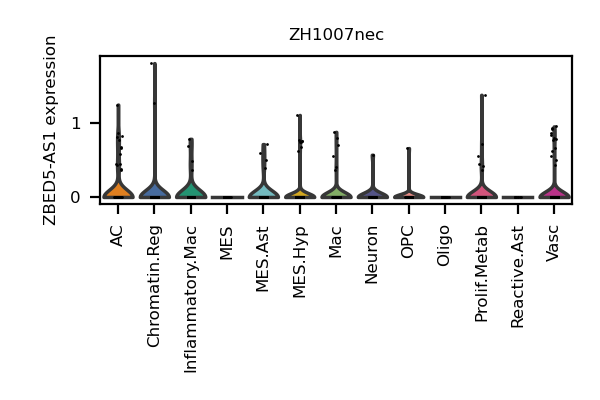 ZH1007nec
ZBED5-AS1 expression
1
0
AC
Chromatin.Reg
Inflammatory.Mac
MES
MES.Ast
MES.Hyp
Mac
Neuron
OPC
Oligo
Prolif.Metab
Reactive.Ast
Vasc